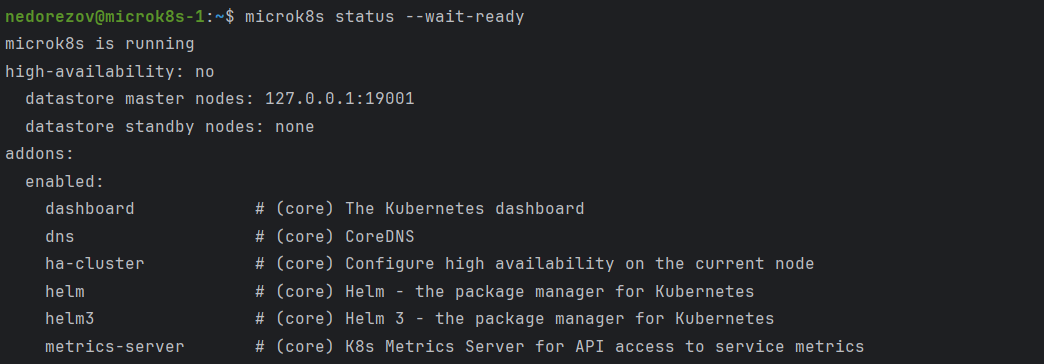 nedorezov@microk8s-1:~$ microk8s status --wait-ready
microk8s is running
high-availability: no
  datastore master nodes: 127.0.0.1:19001
  datastore standby nodes: none
addons:
  enabled:
    dashboard            # (core) The Kubernetes dashboard
    dns                  # (core) CoreDNS
    ha-cluster           # (core) Configure high availability on the current node
    helm                 # (core) Helm - the package manager for Kubernetes
    helm3                # (core) Helm 3 - the package manager for Kubernetes
    metrics-server       # (core) K8s Metrics Server for API access to service metrics